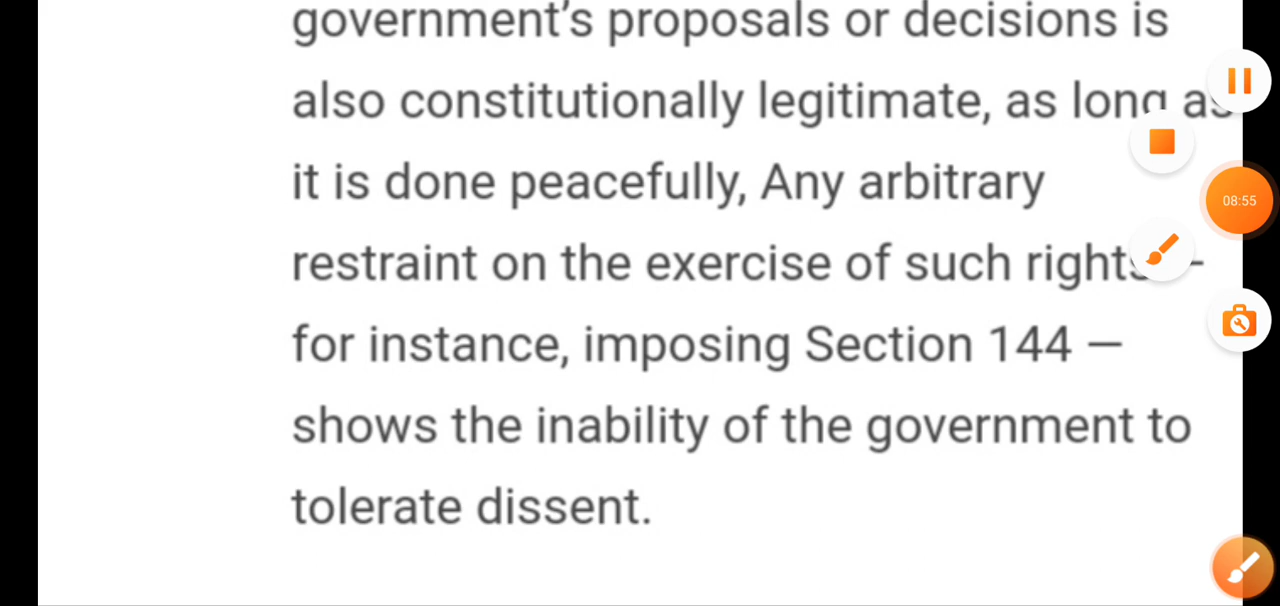 government's proposals or decisions is
also constitutionally legitimate, as long as
it is done peacefully, Any arbitrary
restraint on the exercise of such rights —
for instance, imposing Section 144 —
shows the inability of the government to
tolerate dissent.
08:55